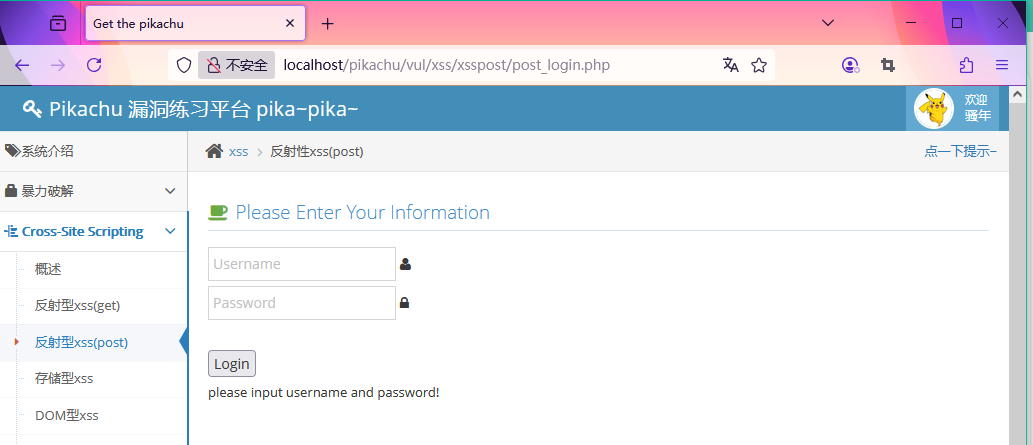 Get the pikachu
不安全 localhost/pikachu/vul/xss/xsspost/post_login.php
Pikachu 漏洞练习平台 pika~pika~
欢迎
骚年
系统介绍
xss 反射性xss(post)
点一下提示~
暴力破解
Cross-Site Scripting
概述
反射型xss(get)
反射型xss(post)
存储型xss
DOM型xss
Please Enter Your Information
Username
Password
Login
please input username and password!